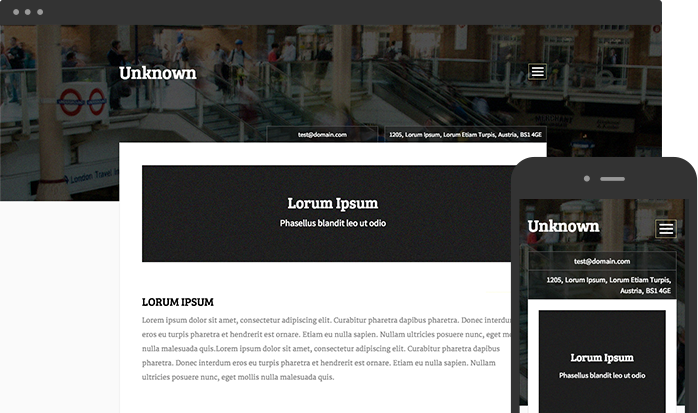 Unknown
test@domain.com
1205, Lorum Ipsum, Lorum Etiam Turpis, Austria, BS1 4GE
London Travel
Lorum Ipsum
Phasellus blandit leo ut odio
LORUM IPSUM
Lorem ipsum dolor sit amet, consectetur adipiscing elit. Curabitur pharetra dapibus pharetra. Donec interdum
eros eu turpis pharetra et hendrerit est ornare. Etiam eu nulla sapien. Nullam ultricies posuere nunc, eget
nulla malesuada quis.Lorem ipsum dolor sit amet, consectetur adipiscing elit. Curabitur pharetra dapibus
pharetra. Donec interdum eros eu turpis pharetra et hendrerit est ornare. Etiam eu nulla sapien. Nullam
ultricies posuere nunc, eget mollis nulla malesuada quis.
Unknown
test@domain.com
1205, Lorum Ipsum, Lorum Etiam Turpis,
Austria, BS1 4GE
Lorum Ipsum
Phasellus blandit leo ut odio